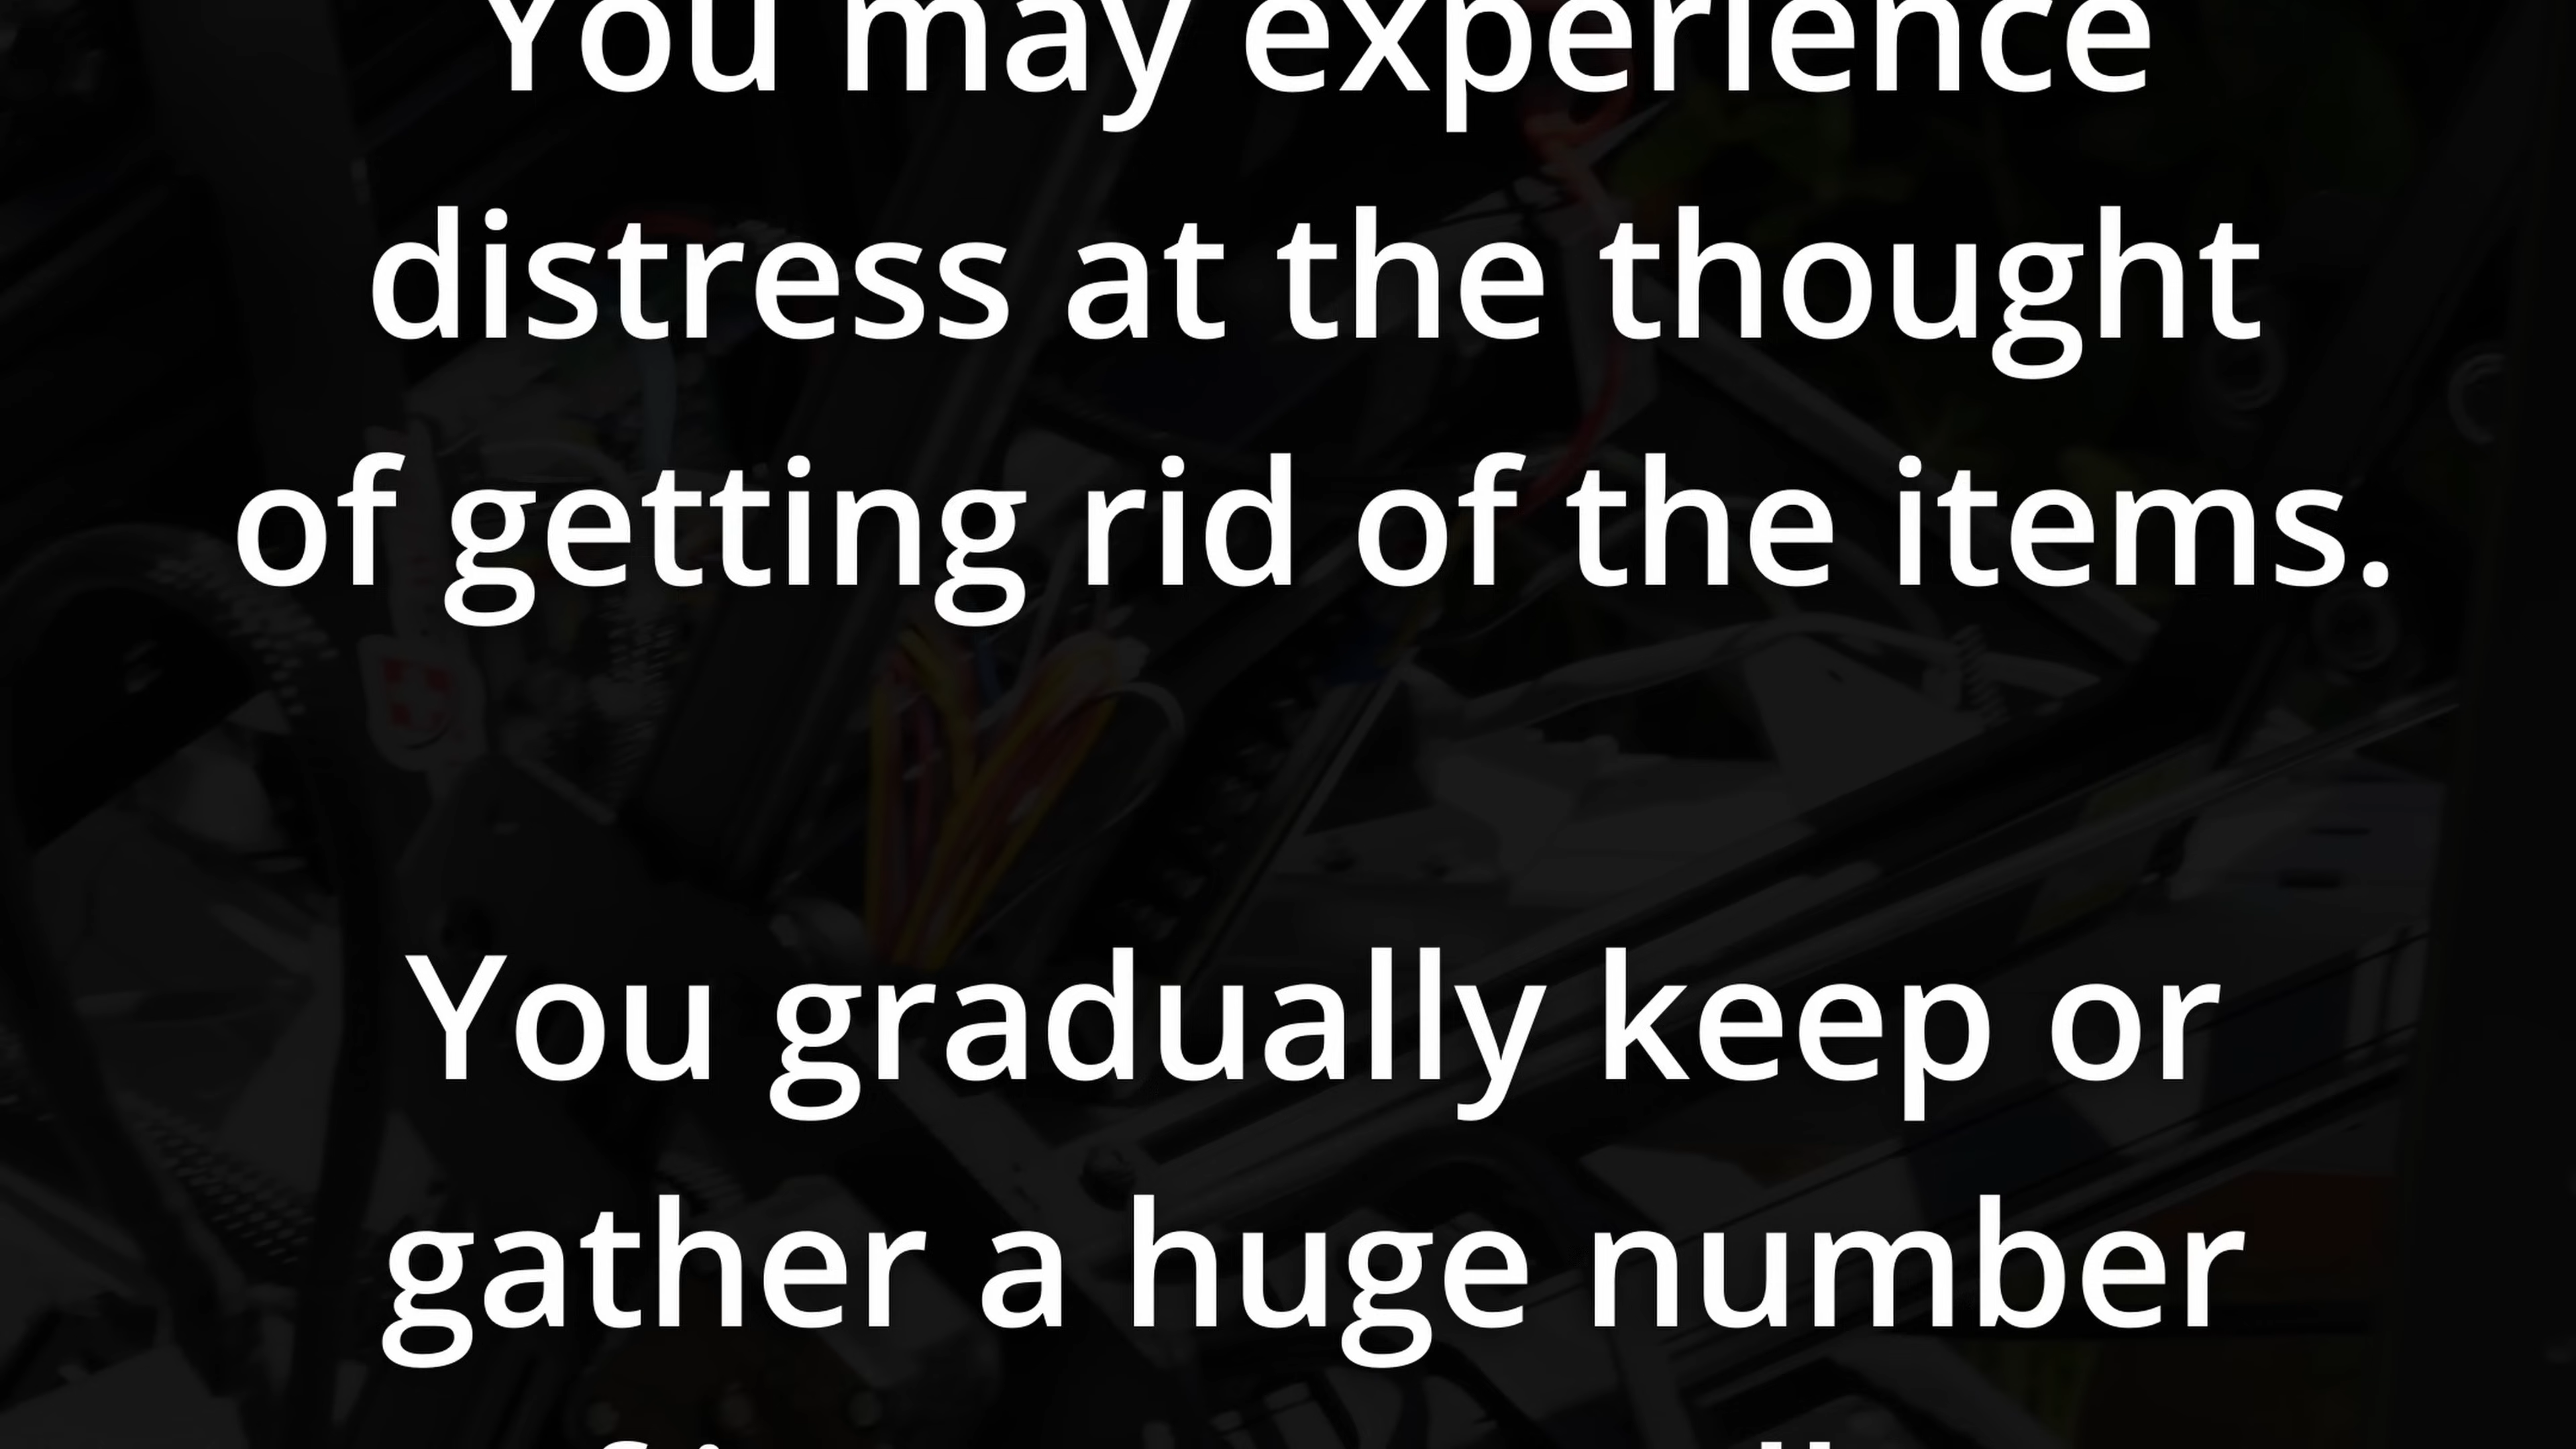 You may experience
distress at the thought
of getting rid of the items.
You gradually keep or
gather a huge number